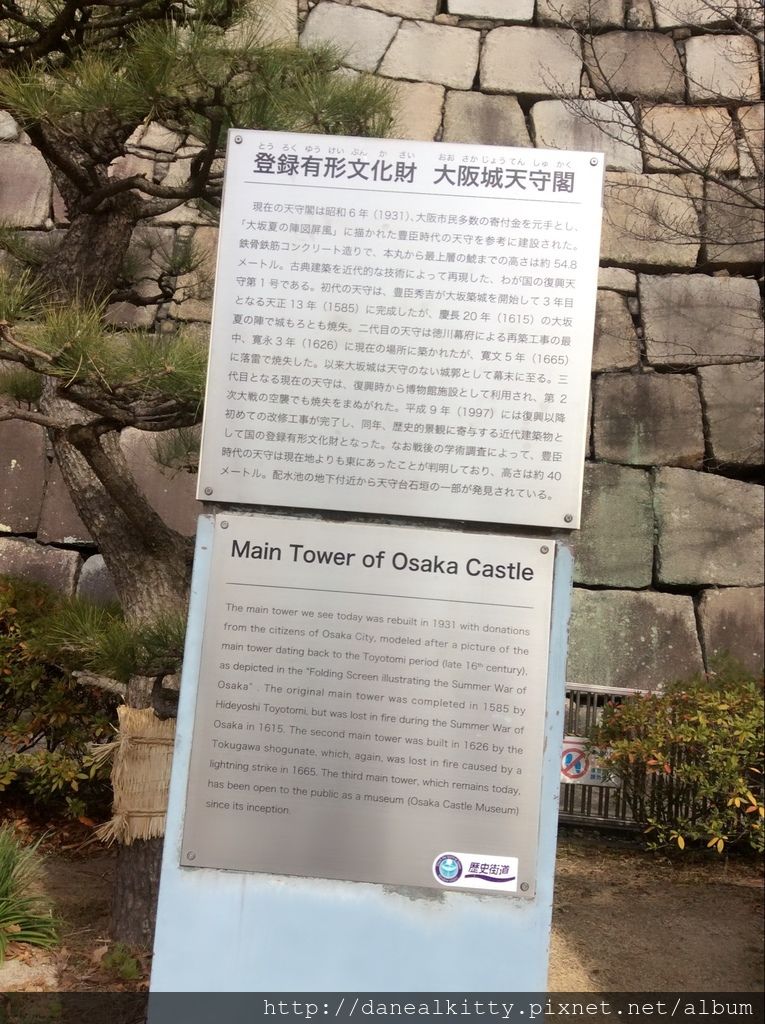 とう ろく ゆう けい ぶん か ざい おお さか じょう てん しゅ かく
登録有形文化財 大阪城天守閣
現在の天守閣は昭和6年（1931）、大阪市民多数の寄付金を元手とし、
「大坂夏の陣図屏風」に描かれた豊臣時代の天守を参考に建設された。
鉄骨鉄筋コンクリート造りで、本丸から最上層の鯱までの高さは約54.8
メートル。古典建築を近代的な技術によって再現した、わが国の復興天
守第1号である。初代の天守は、豊臣秀吉が大坂築城を開始して3年目
となる天正13年（1585）に完成したが、慶長20年（1615）の大坂
夏の陣で城もろとも焼失。二代目の天守は徳川幕府による再築工事の最
中、寛永3年（1626）に現在の場所に築かれたが、寛文5年（1665）
に落雷で焼失した。以来大坂城は天守のない城郭として幕末に至る。三
代目となる現在の天守は、復興時から博物館施設として利用され、第2
次大戦の空襲でも焼失をまぬがれた。平成9年（1997）には復興以降
初めての改修工事が完了し、同年、歴史的景観に寄与する近代建築物と
して国の登録有形文化財となった。なお戦後の学術調査によって、豊臣
時代の天守は現在地よりも東にあったことが判明しており、高さは約40
メートル。配水池の地下付近から天守台石垣の一部が発見されている。
Main Tower of Osaka Castle
The main tower we see today was rebuilt in 1931 with donations
from the citizens of Osaka City, modeled after a picture of the
main tower dating back to the Toyotomi period (late 16th century),
as depicted in the "Folding Screen illustrating the Summer War of
Osaka". The original main tower was completed in 1585 by
Hideyoshi Toyotomi, but was lost in fire during the Summer War of
Osaka in 1615. The second main tower was built in 1626 by the
Tokugawa shogunate, which, again, was lost in fire caused by a
lightning strike in 1665. The third main tower, which remains today,
has been open to the public as a museum (Osaka Castle Museum)
since its inception.
歴史街道
http://danealkitty.pixnet.net/album